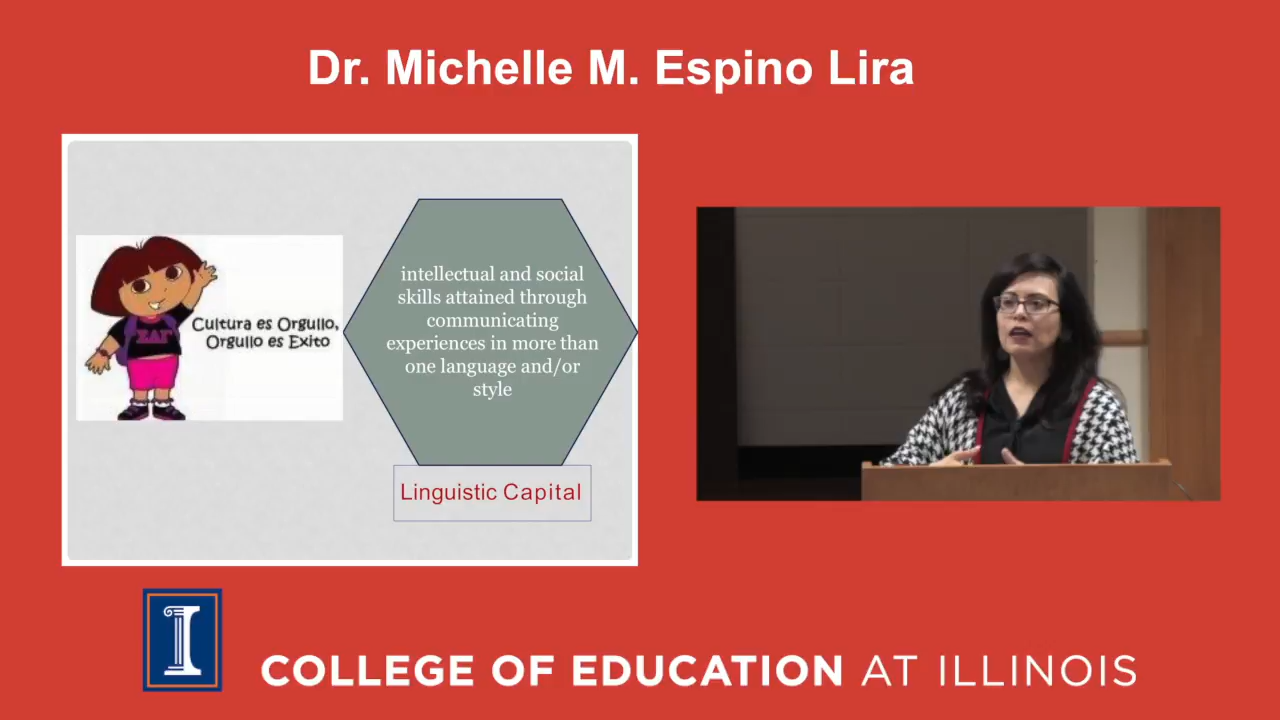 Dr. Michelle M. Espino Lira
Cultura es Orgullo,
Orgullo es Exito
ΣΛΓ
intellectual and social
skills attained through
communicating
experiences in more than
one language and/or
style
Linguistic Capital
I
COLLEGE OF EDUCATION AT ILLINOIS